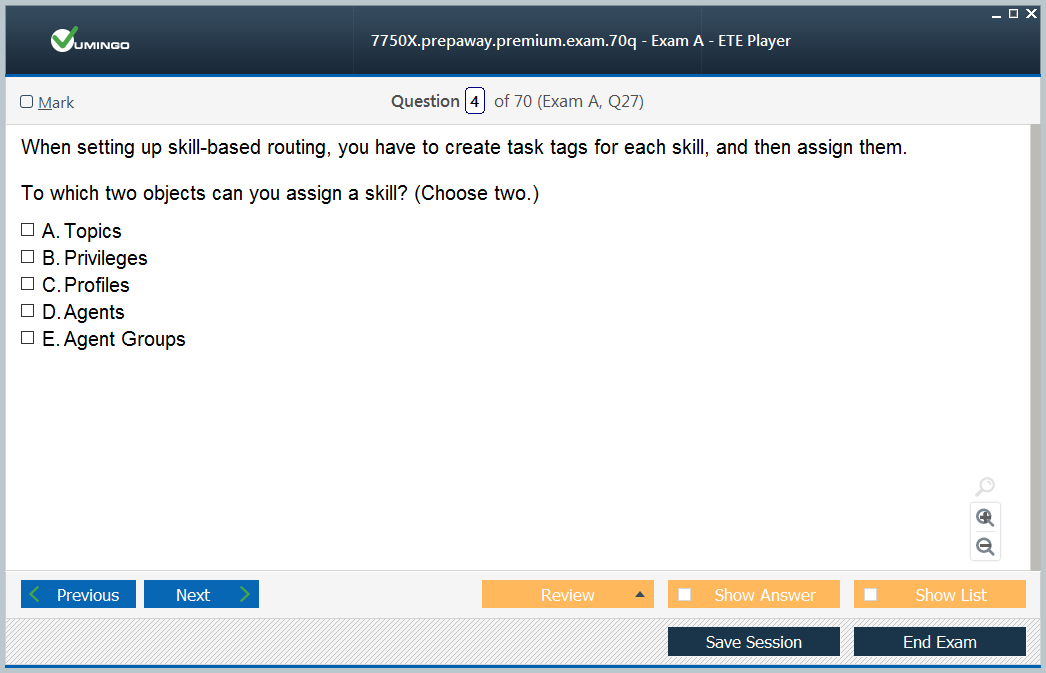 VUMINGO
7750X.prepaway.premium.exam.70q - Exam A - ETE Player
Mark
Question 4 of 70 (Exam A, Q27)
When setting up skill-based routing, you have to create task tags for each skill, and then assign them.
To which two objects can you assign a skill? (Choose two.)
A. Topics
B. Privileges
C. Profiles
D. Agents
E. Agent Groups
Previous
Next
Review
Show Answer
Show List
Save Session
End Exam